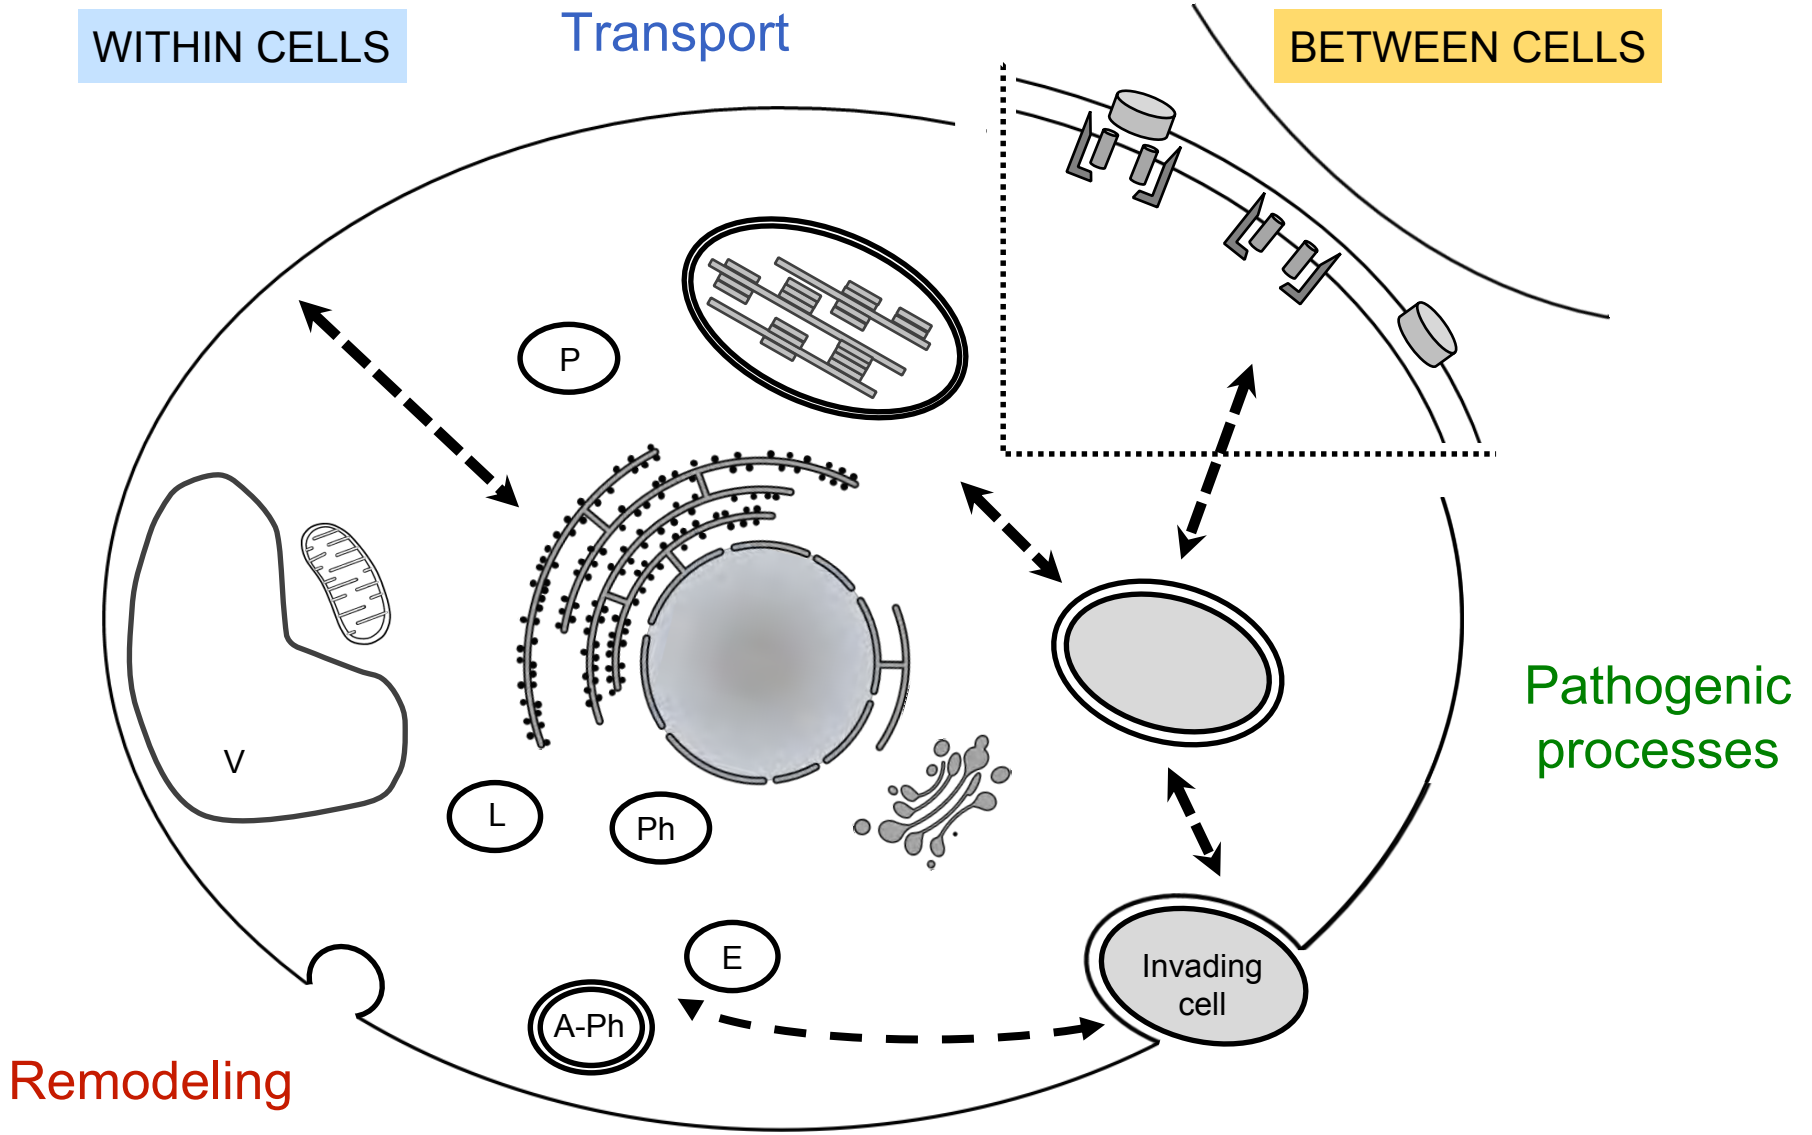 WITHIN CELLS
Transport
BETWEEN CELLS
P
V
L
Ph
E
A-Ph
Invading
cell
Pathogenic
processes
Remodeling